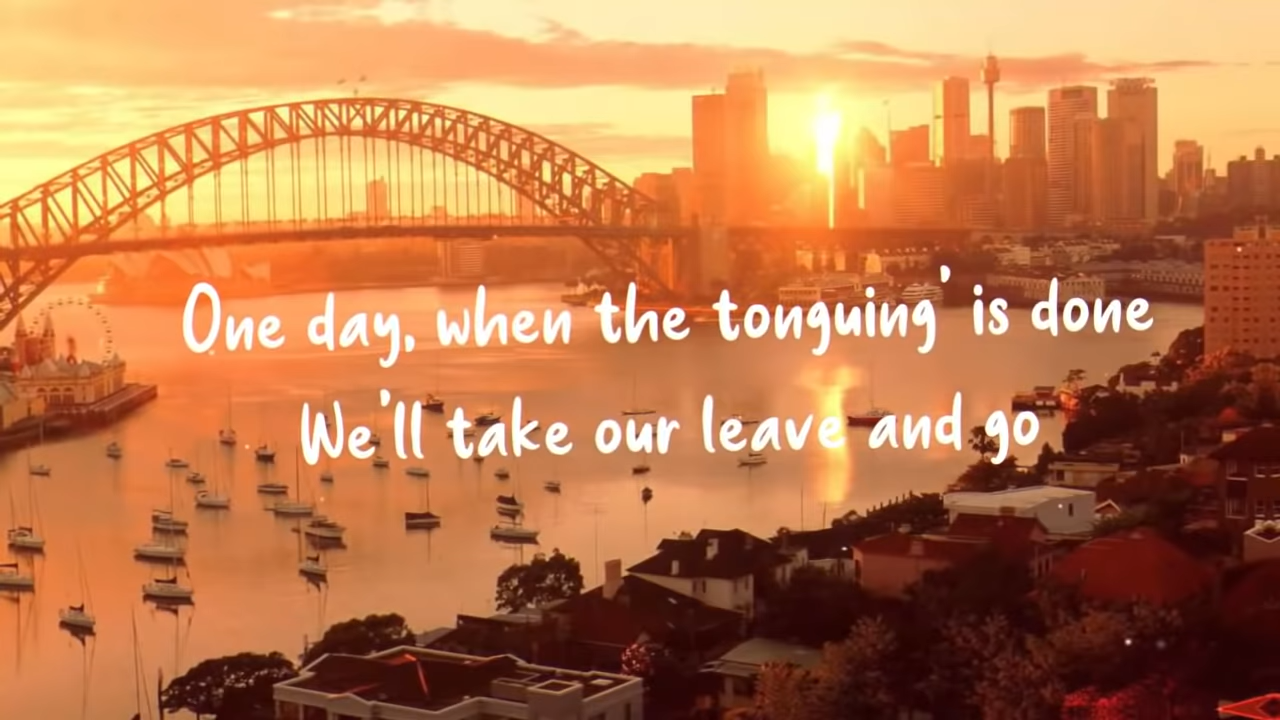 One day, when the tonguing' is done
We'll take our leave and go